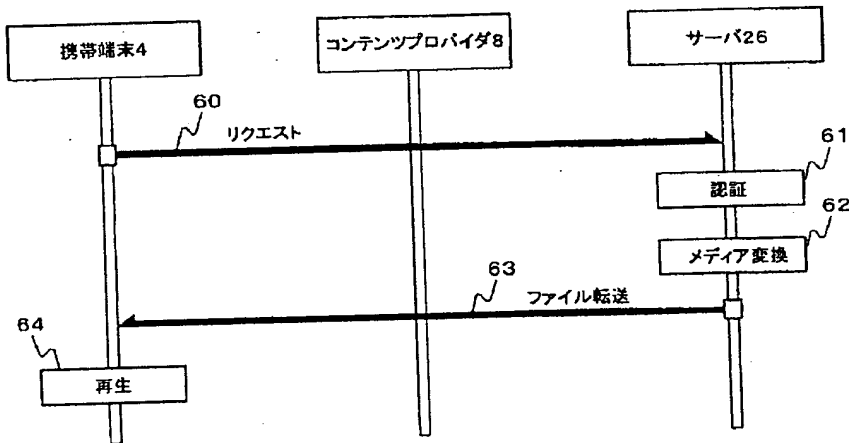 携帯端末4
コンテンツプロバイダ8
サーバ26
60
リクエスト
61
認証
62
メディア変換
63
ファイル転送
64
再生